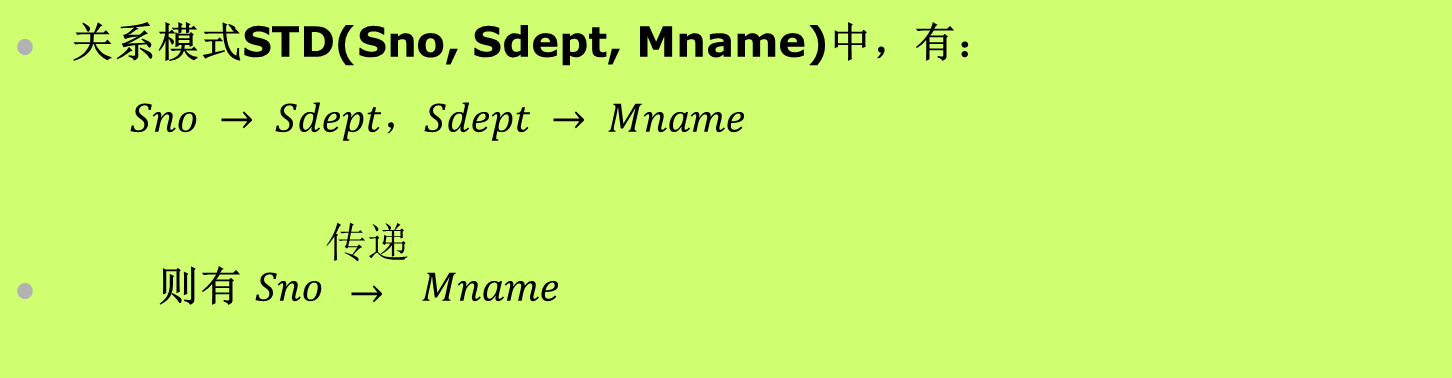 关系模式STD(Sno, Sdept, Mname)中，有：
Sno → Sdept，Sdept → Mname
传递
则有 Sno → Mname